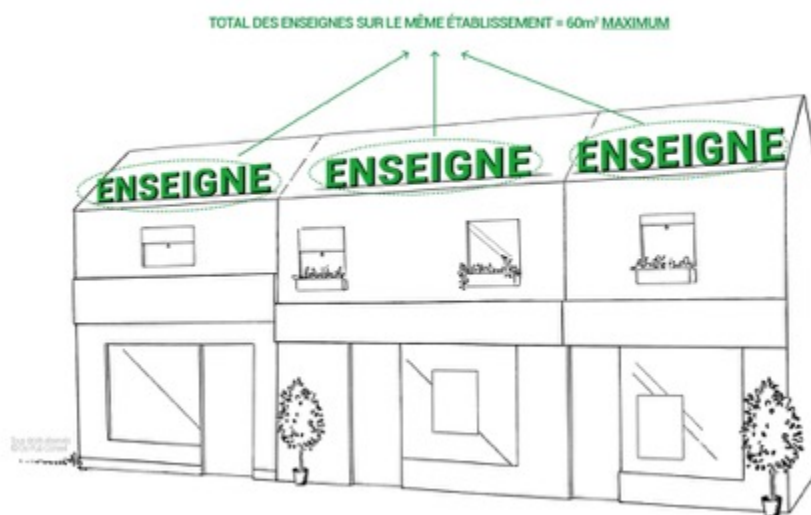 TOTAL DES ENSEIGNES SUR LE MÊME ÉTABLISSEMENT = 60m² MAXIMUM
ENSEIGNE
ENSEIGNE
ENSEIGNE